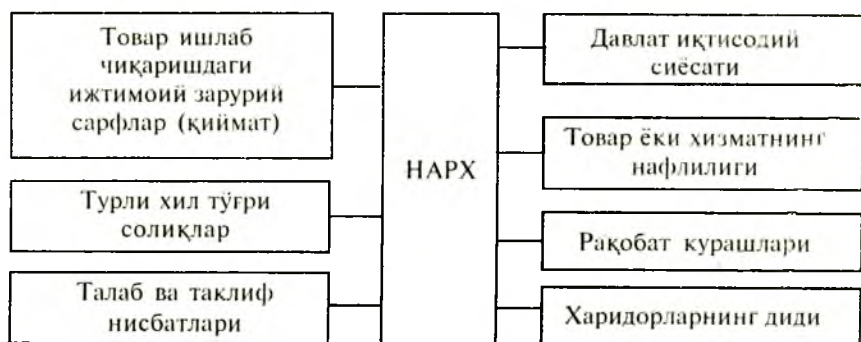 Товар ишлаб
чиқаришдаги
ижтимоий зарурий
сарфлар (қиймат)
Турли хил тўғри
солиқлар
Талаб ва таклиф
нисбатлари
НАРХ
Давлат иқтисодий
сиёсати
Товар ёки хизматнинг
нафлилиги
Рақобат курашлари
Харидорларнинг диди